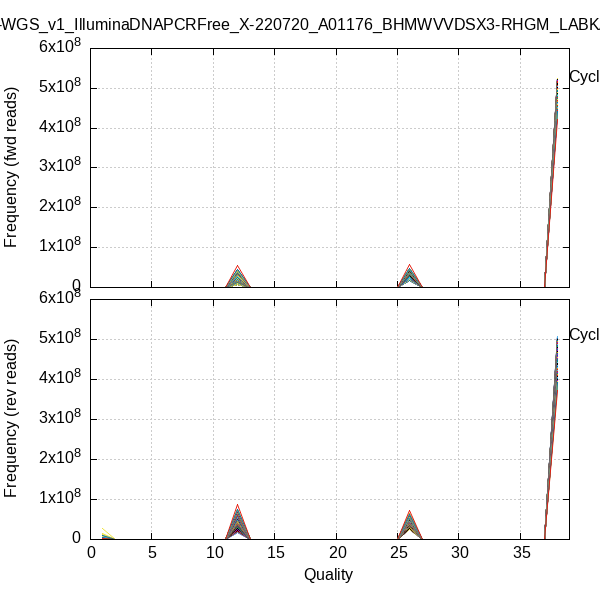 -WGS_v1_IlluminaDNAPCRFree_X-220720_A01176_BHMWVVDSX3-RHGM_LABK
6x10^8
5x10^8
4x10^8
3x10^8
2x10^8
1x10^8
0
Frequency (fwd reads)
Cycl
6x10^8
5x10^8
4x10^8
3x10^8
2x10^8
1x10^8
0
Frequency (rev reads)
Cycl
0 5 10 15 20 25 30 35
Quality